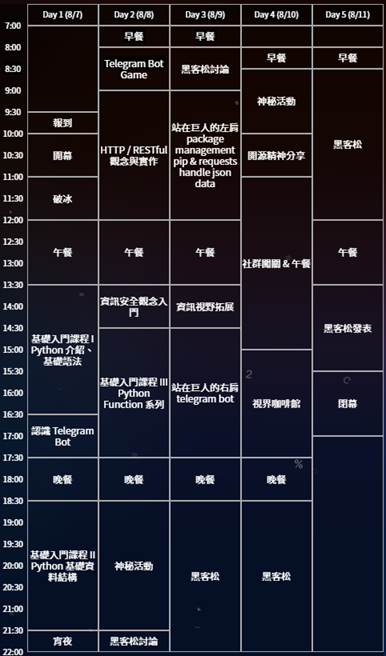 Day 1 (8/7) Day 2 (8/8) Day 3 (8/9) Day 4 (8/10) Day 5 (8/11)
7:00
早餐 早餐
8:00
Telegram Bot
Game
黑客松討論
早餐 早餐
8:30
神秘活動
9:00
9:30
報到
10:00
開幕
HTTP / RESTful
觀念與實作
站在巨人的左肩
package
management
pip & requests
handle json
data
開源精神分享
黑客松
10:30
11:00
破冰
12:00
午餐 午餐 午餐
社群闖關 & 午餐
午餐
12:30
13:00
13:30
基礎入門課程 I
Python 介紹、
基礎語法
資訊安全觀念入
門
資訊視野拓展
黑客松發表
14:00
14:30
基礎入門課程 III
Python
Function 系列
站在巨人的右肩
telegram bot
15:00
視界咖啡館
15:30
閉幕
16:00
16:30
認識 Telegram
Bot
17:00
17:30
晚餐 晚餐 晚餐 晚餐
18:00
18:30
基礎入門課程 II
Python 基礎資
料結構
神秘活動
黑客松 黑客松
19:00
19:30
20:00
20:30
21:00
21:30
宵夜 黑客松討論
22:00